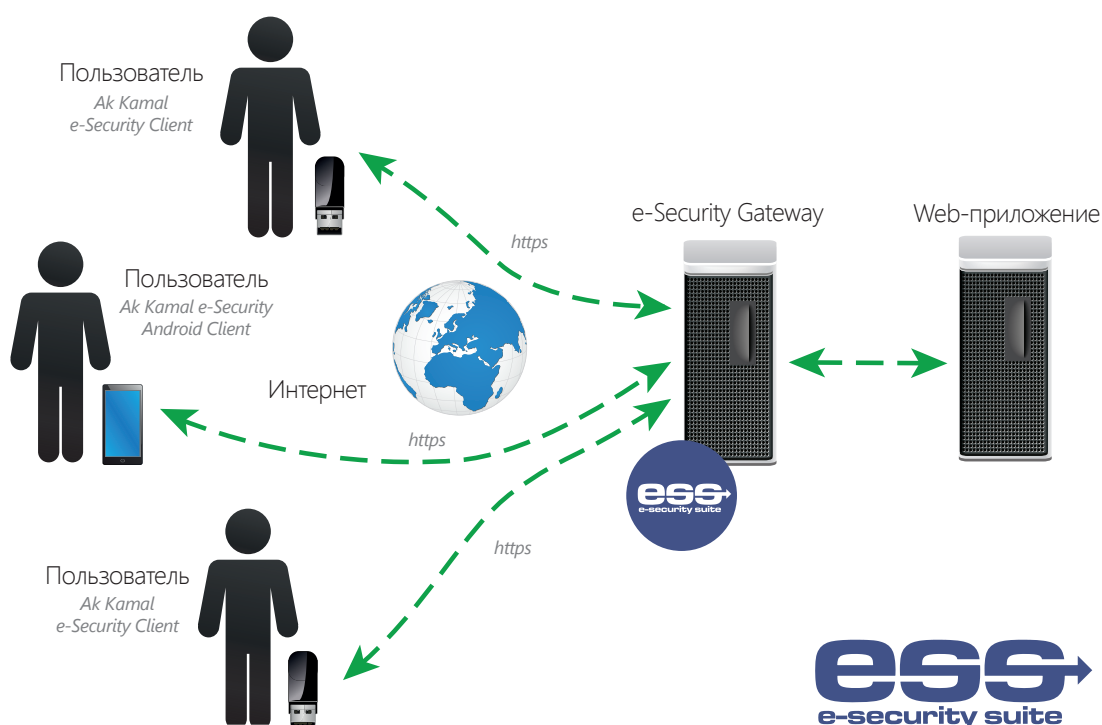 Пользователь
Ak Kamal
e-Security Client
e-Security Gateway
Web-приложение
https
Пользователь
Ak Kamal e-Security
Android Client
Интернет
https
ess
e-security suite
https
Пользователь
Ak Kamal
e-Security Client
ess
e-security suite